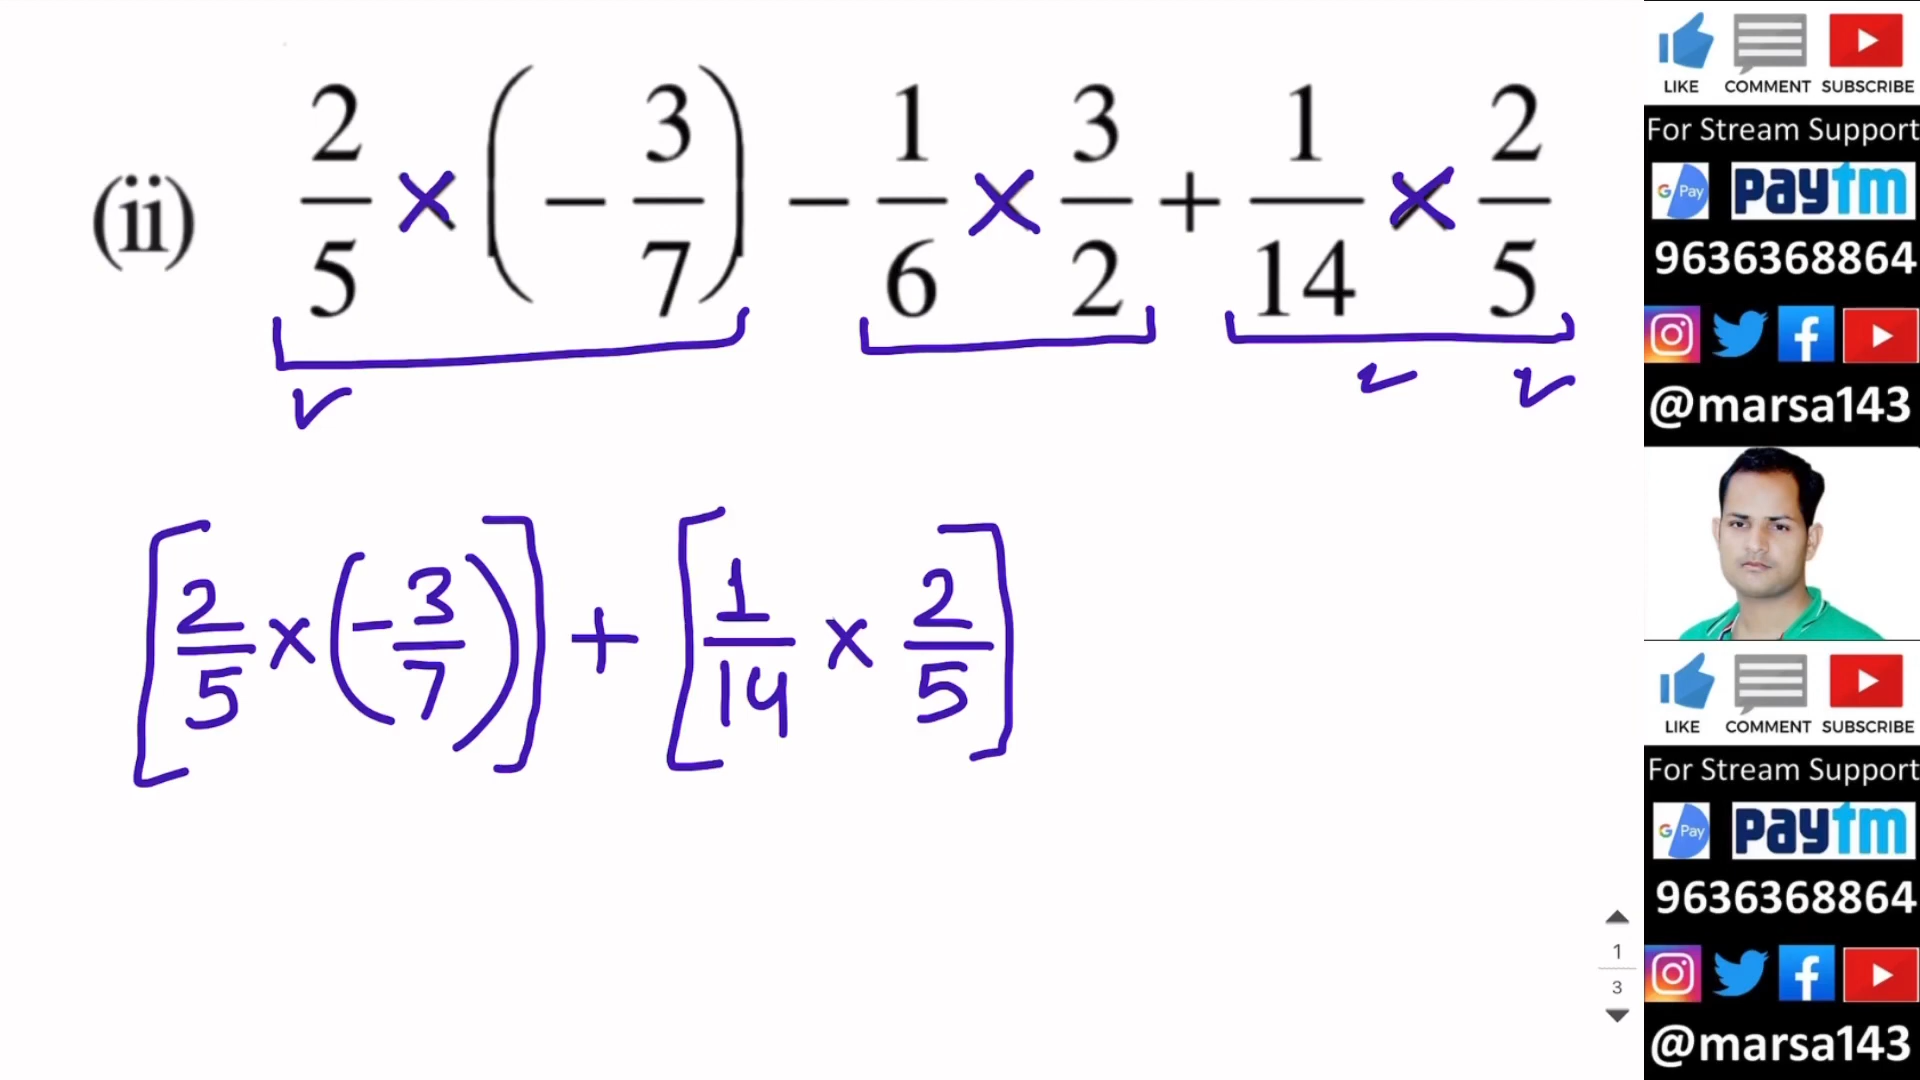 (ii) 2/5 × (− 3/7) − 1/6 × 3/2 + 1/14 × 2/5
[2/5 × (−3/7)] + [1/14 × 2/5]
LIKE COMMENT SUBSCRIBE
For Stream Support
G Pay paytm
9636368864
@marsa143
LIKE COMMENT SUBSCRIBE
For Stream Support
G Pay paytm
9636368864
@marsa143
1
3